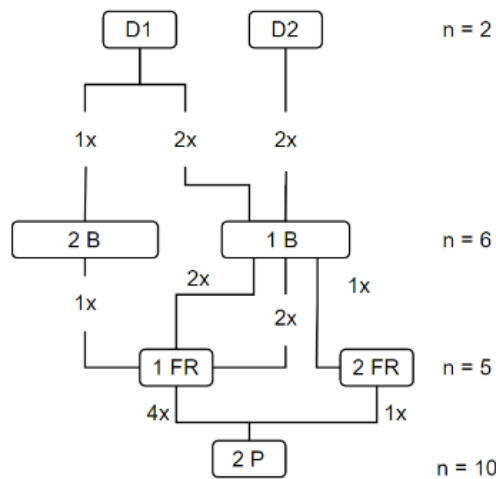 D1 D2 n = 2
1x 2x 2x
2 B 1 B n = 6
2x 1x
1x 2x
1 FR 2 FR n = 5
4x 1x
2 P n = 10